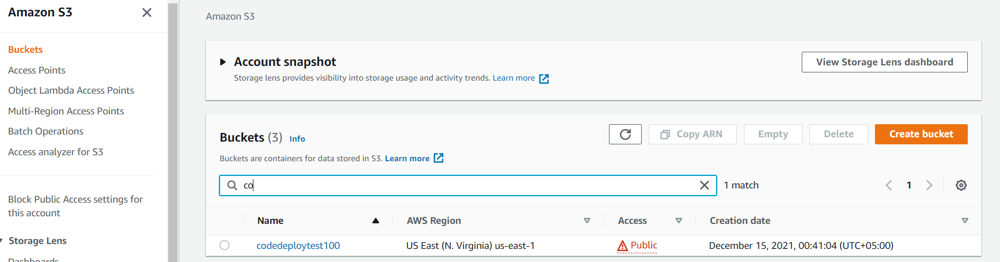 Amazon S3
Buckets
Access Points
Object Lambda Access Points
Multi-Region Access Points
Batch Operations
Access analyzer for S3
Block Public Access settings for
this account
Storage Lens
Dashboards
Amazon S3
Account snapshot
View Storage Lens dashboard
Storage lens provides visibility into storage usage and activity trends. Learn more
Buckets (3) Info
Copy ARN
Empty
Delete
Create bucket
Buckets are containers for data stored in S3. Learn more
co
1 match
1
Name AWS Region Access Creation date
codedeploytest100 US East (N. Virginia) us-east-1 Public December 15, 2021, 00:41:04 (UTC+05:00)